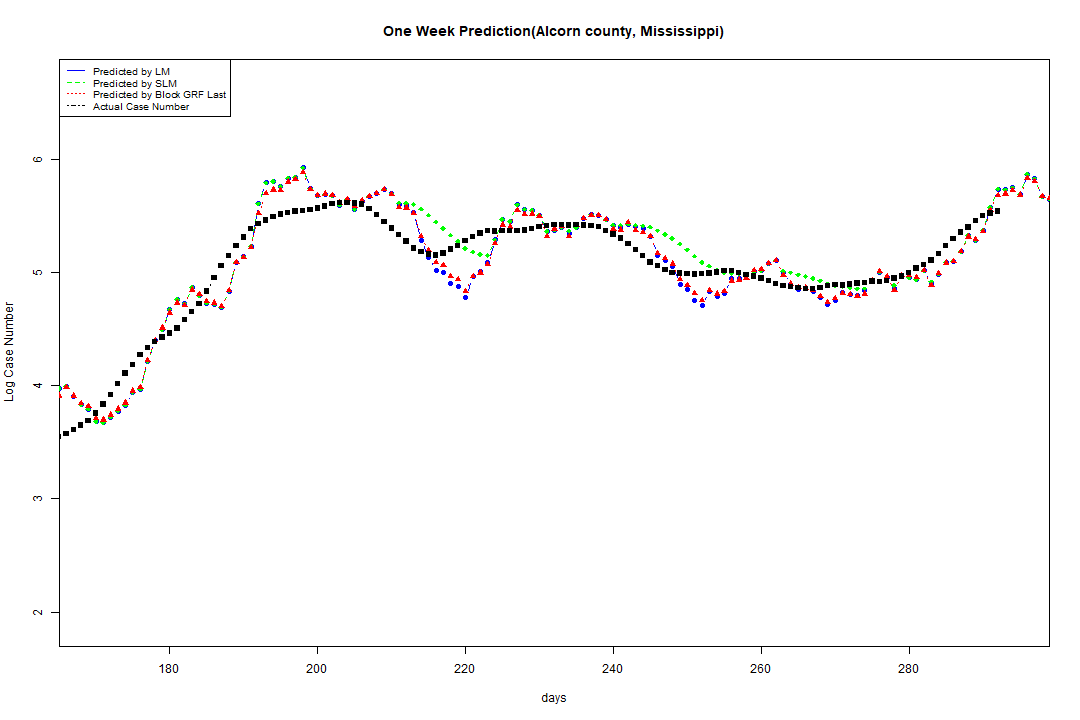 One Week Prediction(Alcorn county, Mississippi)
Predicted by LM
Predicted by SLM
Predicted by Block GRF Last
Actual Case Number
6
5
4
3
2
Log Case Number
180 200 220 240 260 280
days